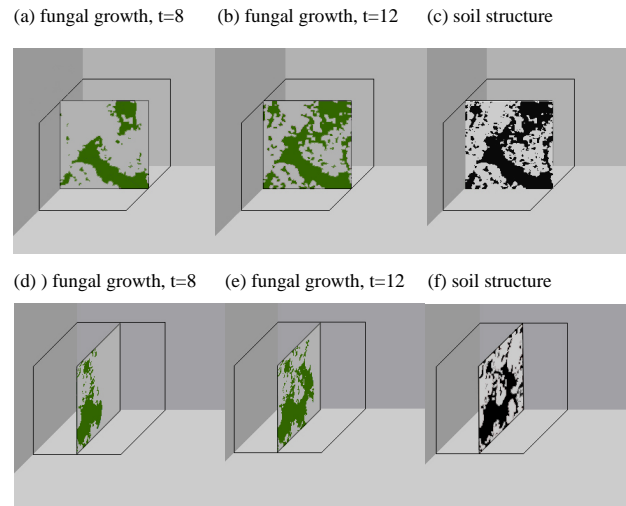 (a) fungal growth, t=8
(b) fungal growth, t=12
(c) soil structure
(d) ) fungal growth, t=8
(e) fungal growth, t=12
(f) soil structure